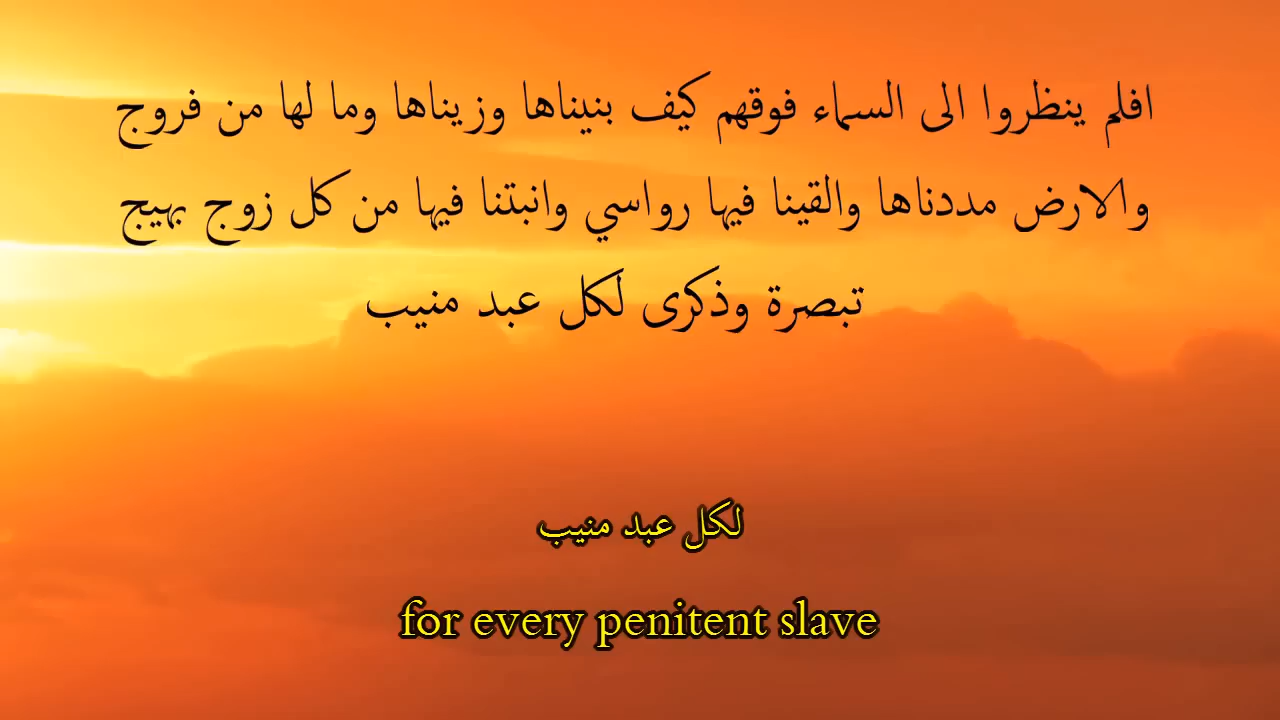 افلم ينظروا الى السماء فوقهم كيف بنيناها وزيناها وما لها من فروج
والارض مددناها والقينا فيها رواسي وانبتنا فيها من كل زوج بهيج
تبصرة وذكرى لكل عبد منيب
لكل عبد منيب
for every penitent slave